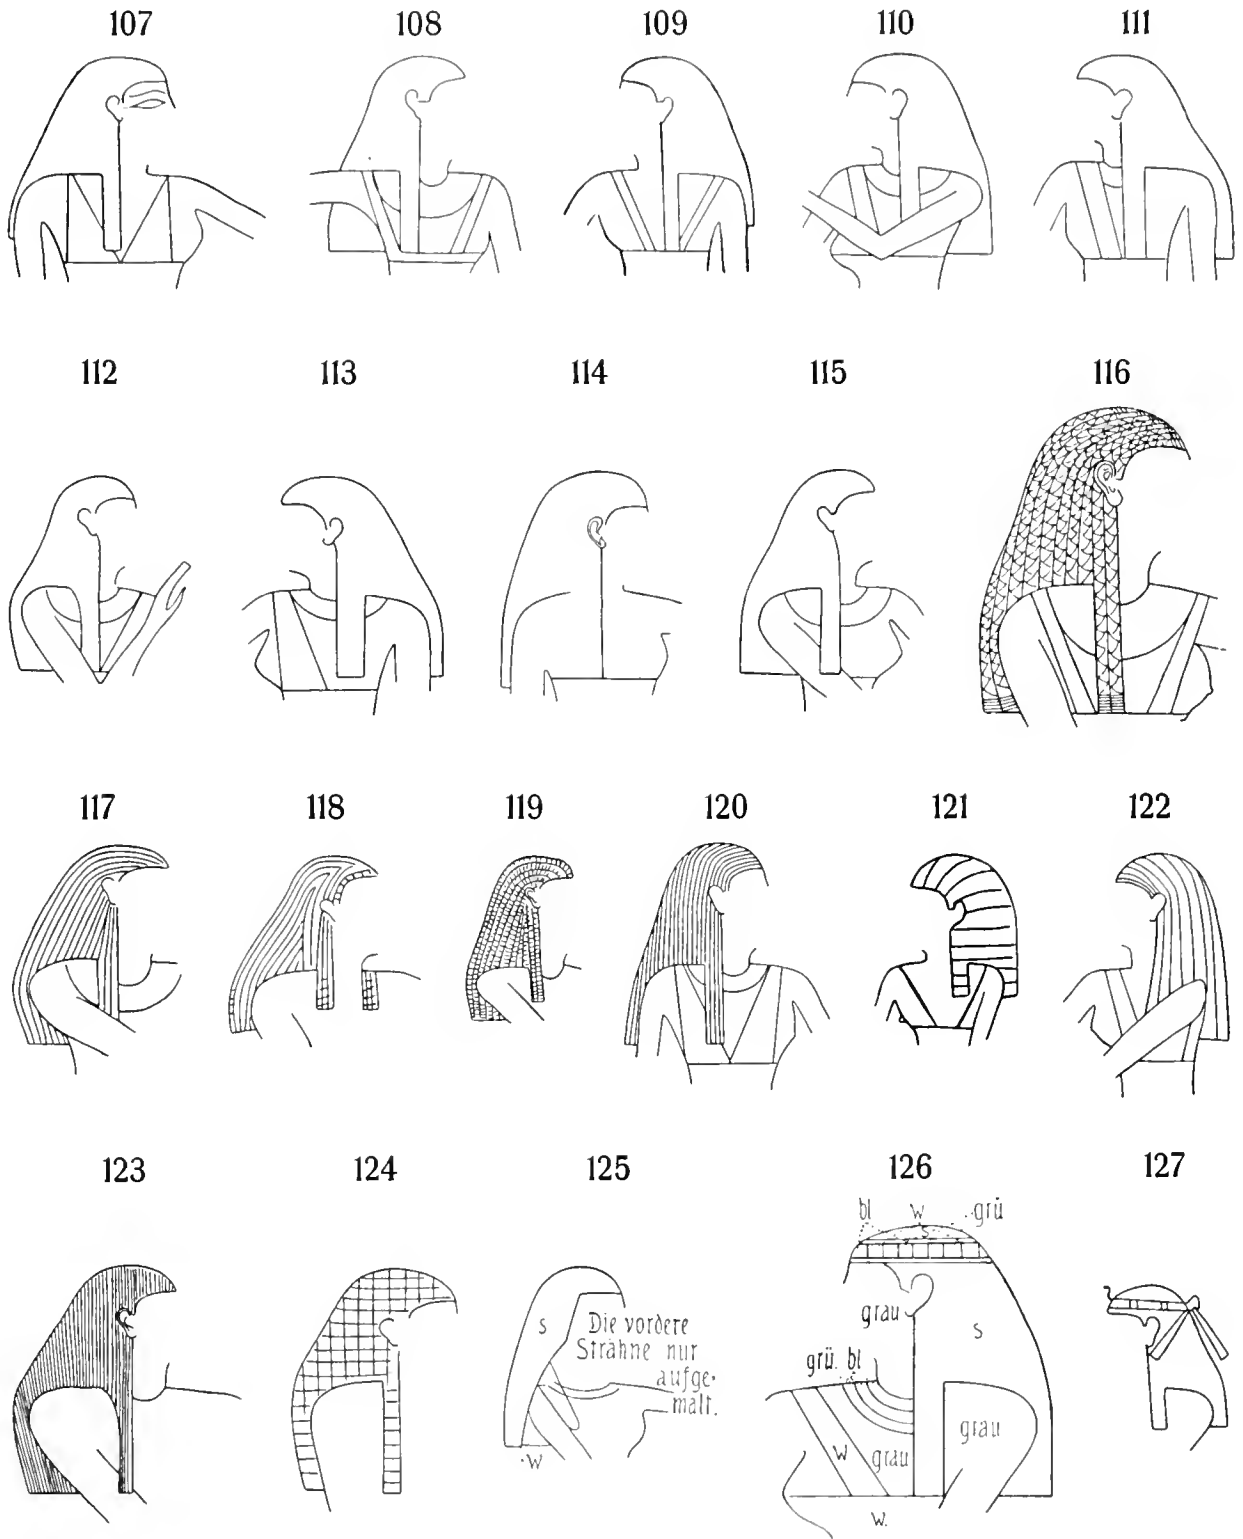 107 108 109 110 111
112 113 114 115 116
117 118 119 120 121 122
123 124 125 126 127
bl w grü
s
Die vordere
Strähne nur
aufge-
malt.
s
w
grau
s
grü. bl
w
grau
grau
w.